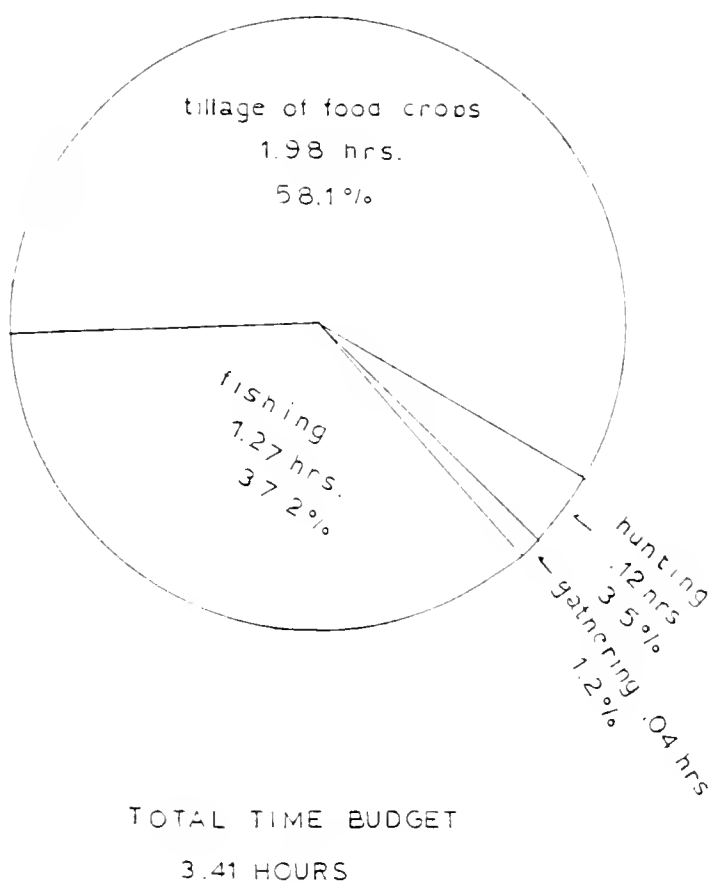 tillage of food crops
1.98 hrs.
58.1%
fishing
1.27 hrs.
37 2%
hunting
.12 hrs
3 5%
gathering .04 hrs
1.2%
TOTAL TIME BUDGET
3.41 HOURS